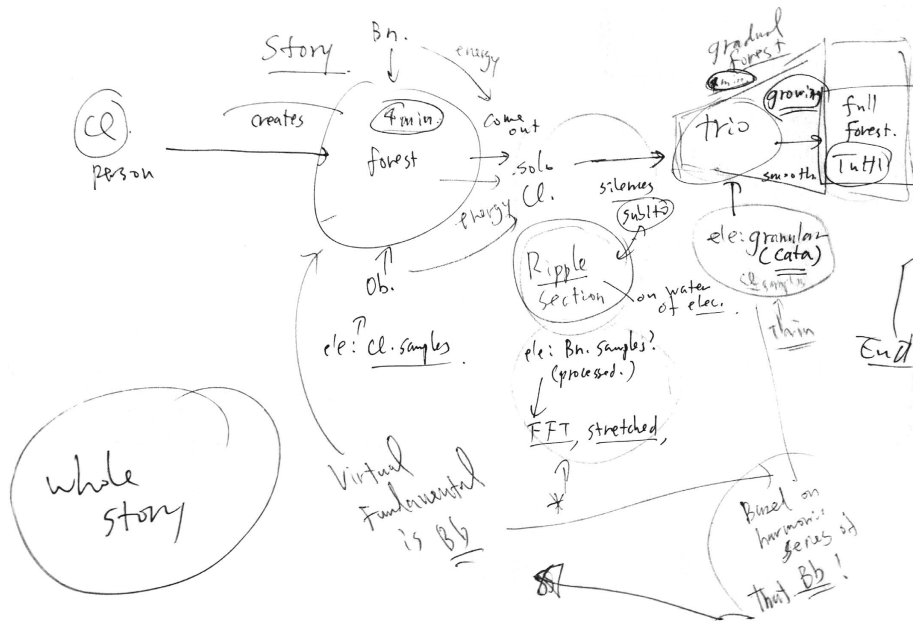 Story
Bn.
energy
Cl.
person
creates
4 min.
forest
come
out
solo
Cl.
energy
Ob.
ele: Cl. samples
silences
subito
Ripple
section
on water
of elec.
ele: Bn. samples?
(processed.)
FFT, stretched,
*
gradual
forest
trio
growing
smooth
full
forest.
Tutti
ele: granular
(Cata)
Cl samples
thin
End
whole
story
Virtual
Fundamental
is Bb
Based on
harmonic
series of
that Bb!